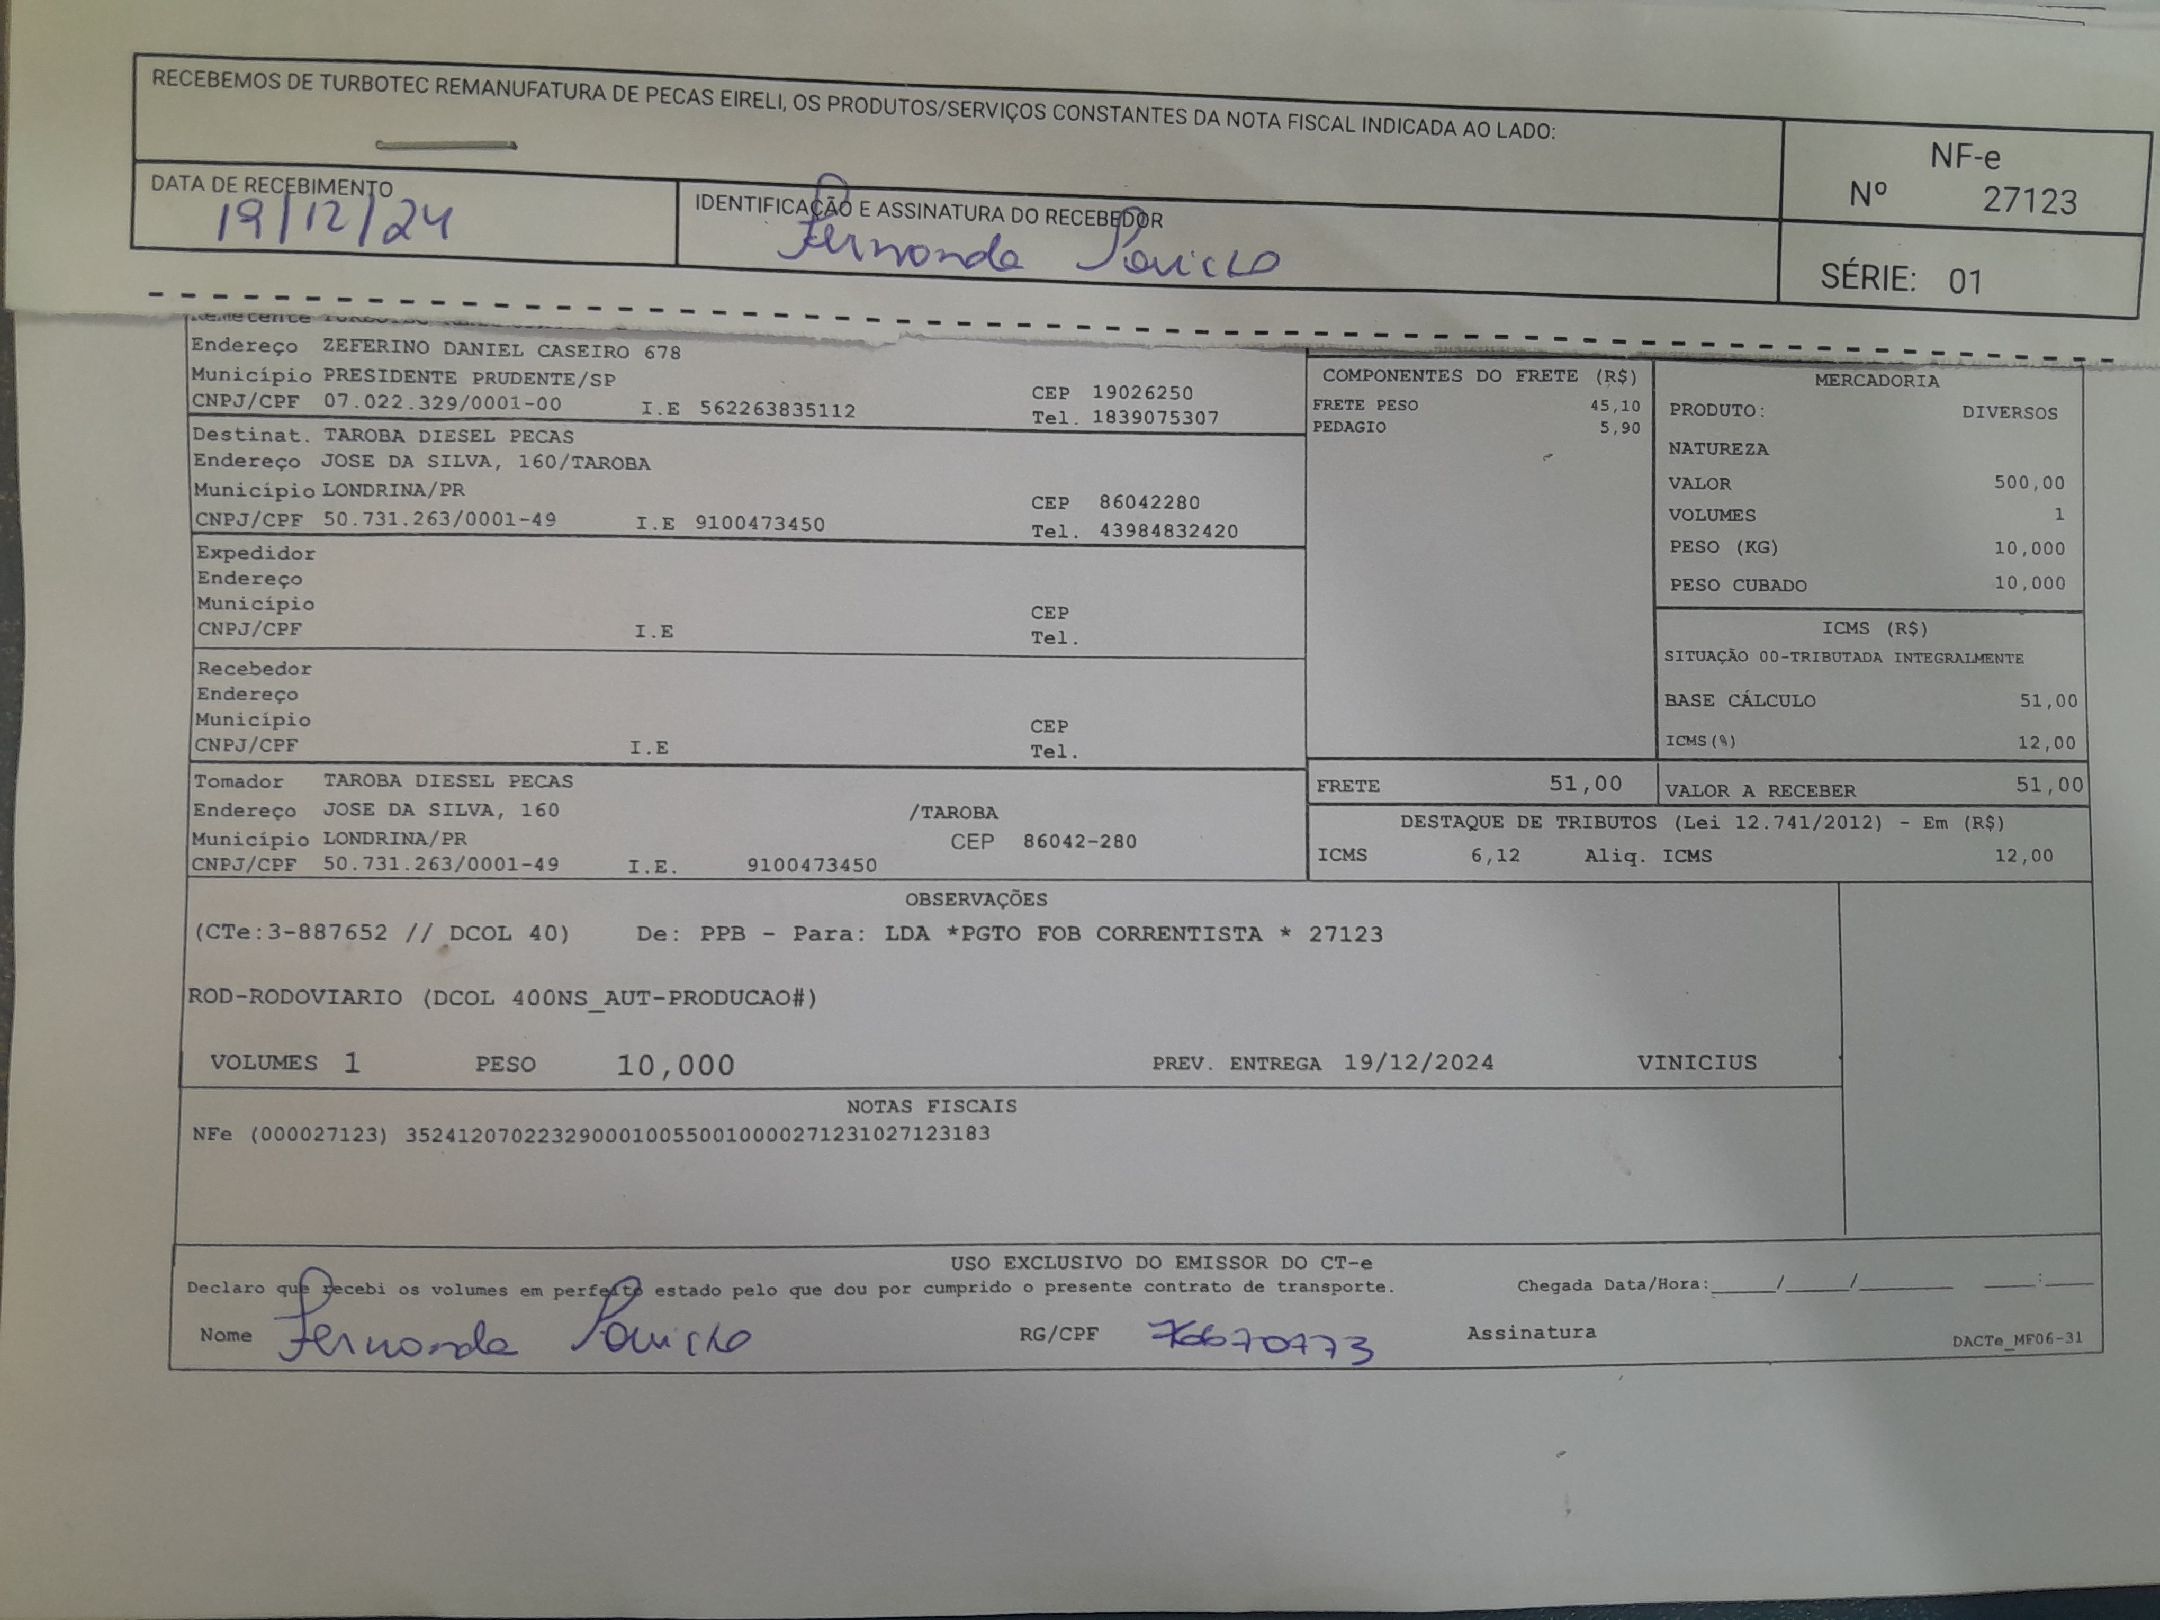 RECEBEMOS DE TURBOTEC REMANUFATURA DE PECAS EIRELI, OS PRODUTOS/SERVIÇOS CONSTANTES DA NOTA FISCAL INDICADA AO LADO:
NF-e
Nº 27123
SÉRIE: 01
DATA DE RECEBIMENTO
19/12/24
IDENTIFICAÇÃO E ASSINATURA DO RECEBEDOR
Fernanda
Remetente
Endereço ZEFERINO DANIEL CASEIRO 678
Município PRESIDENTE PRUDENTE/SP CEP 19026250
CNPJ/CPF 07.022.329/0001-00 I.E 562263835112 Tel. 1839075307
Destinat. TAROBA DIESEL PECAS
Endereço JOSE DA SILVA, 160/TAROBA
Município LONDRINA/PR CEP 86042280
CNPJ/CPF 50.731.263/0001-49 I.E 9100473450 Tel. 43984832420
Expedidor
Endereço
Município CEP
CNPJ/CPF I.E Tel.
Recebedor
Endereço
Município CEP
CNPJ/CPF I.E Tel.
Tomador TAROBA DIESEL PECAS
Endereço JOSE DA SILVA, 160 /TAROBA
Município LONDRINA/PR CEP 86042-280
CNPJ/CPF 50.731.263/0001-49 I.E. 9100473450
COMPONENTES DO FRETE (R$)
FRETE PESO 45,10
PEDAGIO 5,90
FRETE 51,00
MERCADORIA
PRODUTO: DIVERSOS
NATUREZA
VALOR 500,00
VOLUMES 1
PESO (KG) 10,000
PESO CUBADO 10,000
ICMS (R$)
SITUAÇÃO 00-TRIBUTADA INTEGRALMENTE
BASE CÁLCULO 51,00
ICMS(%) 12,00
VALOR A RECEBER 51,00
DESTAQUE DE TRIBUTOS (Lei 12.741/2012) - Em (R$)
ICMS 6,12 Aliq. ICMS 12,00
OBSERVAÇÕES
(CTe:3-887652 // DCOL 40) De: PPB - Para: LDA *PGTO FOB CORRENTISTA * 27123
ROD-RODOVIARIO (DCOL 400NS_AUT-PRODUCAO#)
VOLUMES 1 PESO 10,000 PREV. ENTREGA 19/12/2024 VINICIUS
NOTAS FISCAIS
NFe (000027123) 35241207022329000100550010000271231027123183
USO EXCLUSIVO DO EMISSOR DO CT-e
Declaro que recebi os volumes em perfeito estado pelo que dou por cumprido o presente contrato de transporte. Chegada Data/Hora:_____/_____/________ ____:____
Nome Fernanda RG/CPF Assinatura
DACTe_MF06-31